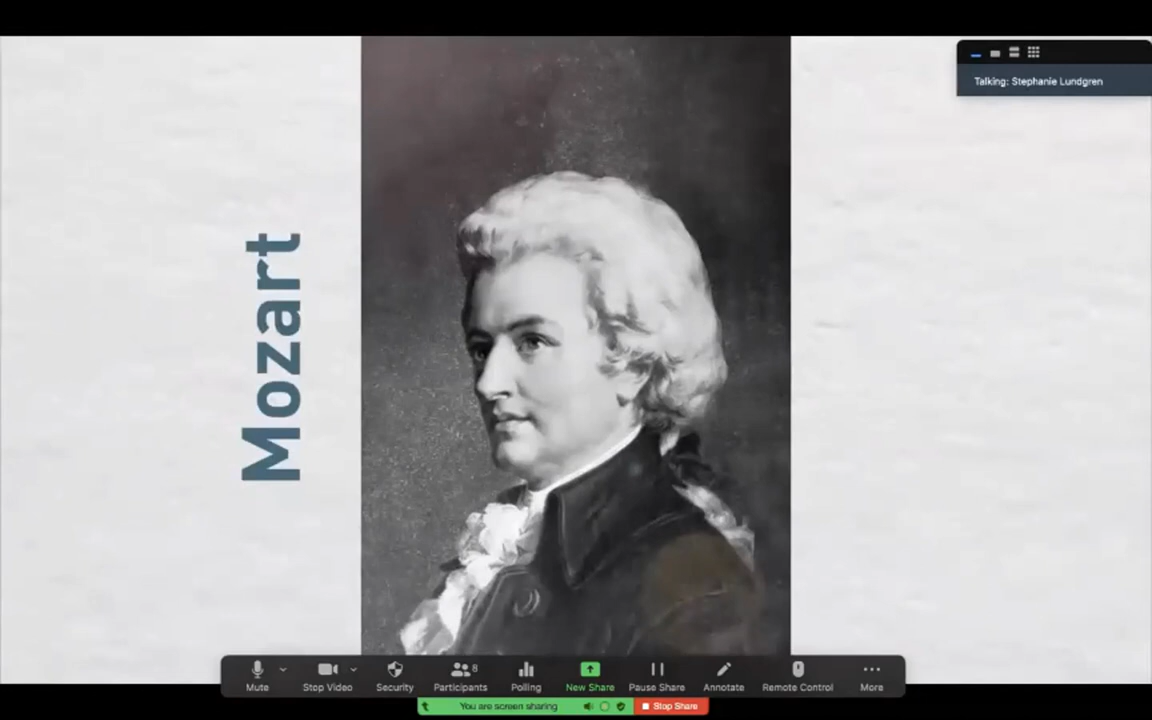 Talking: Stephanie Lundgren
Mozart
Mute
Stop Video
Security
8
Participants
Polling
New Share
Pause Share
Annotate
Remote Control
More
You are screen sharing
Stop Share